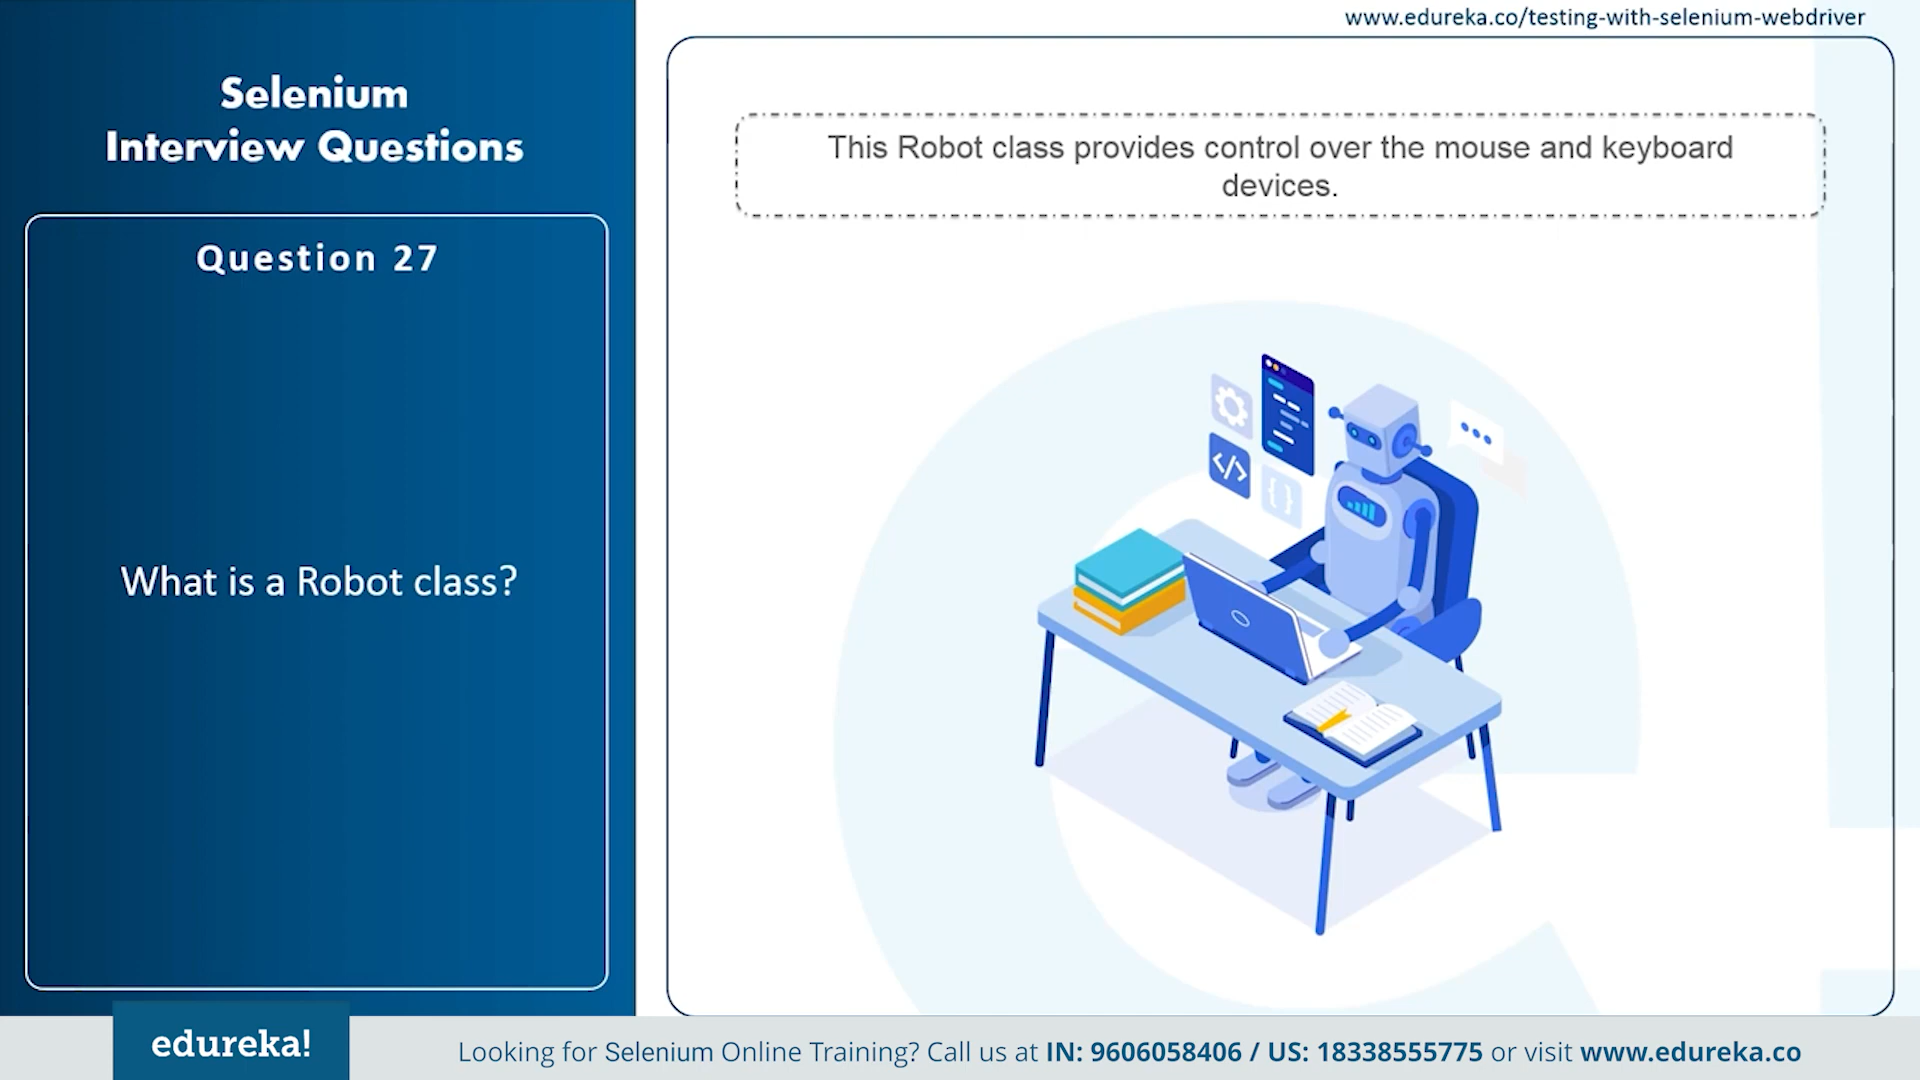 www.edureka.co/testing-with-selenium-webdriver
Selenium
Interview Questions
Question 27
What is a Robot class?
This Robot class provides control over the mouse and keyboard
devices.
</>
{}
edureka!
Looking for Selenium Online Training? Call us at IN: 9606058406 / US: 18338555775 or visit www.edureka.co